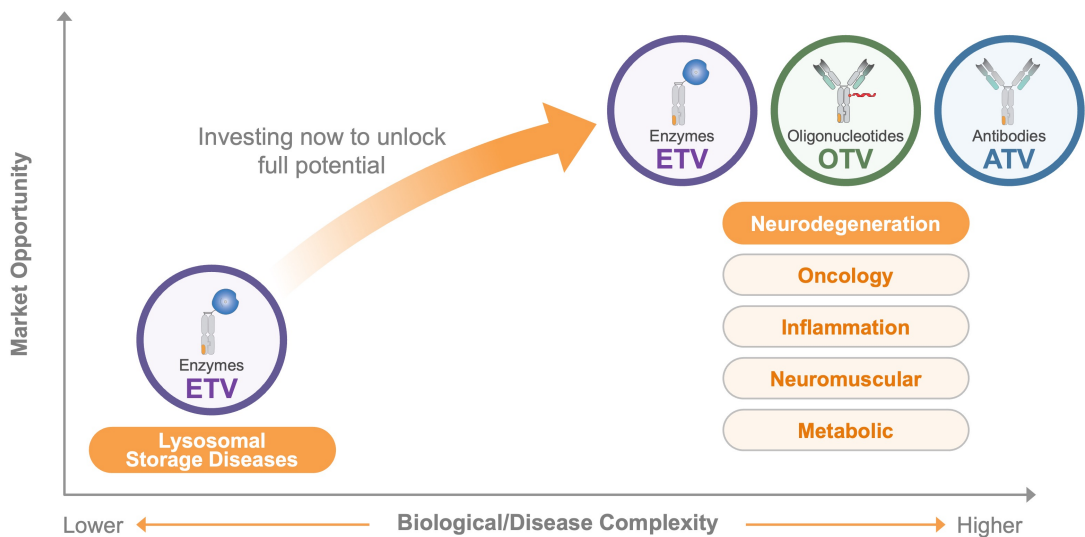 Market Opportunity
Investing now to unlock
full potential
Enzymes
ETV
Oligonucleotides
OTV
Antibodies
ATV
Neurodegeneration
Oncology
Inflammation
Neuromuscular
Metabolic
Enzymes
ETV
Lysosomal
Storage Diseases
Lower
Biological/Disease Complexity
Higher